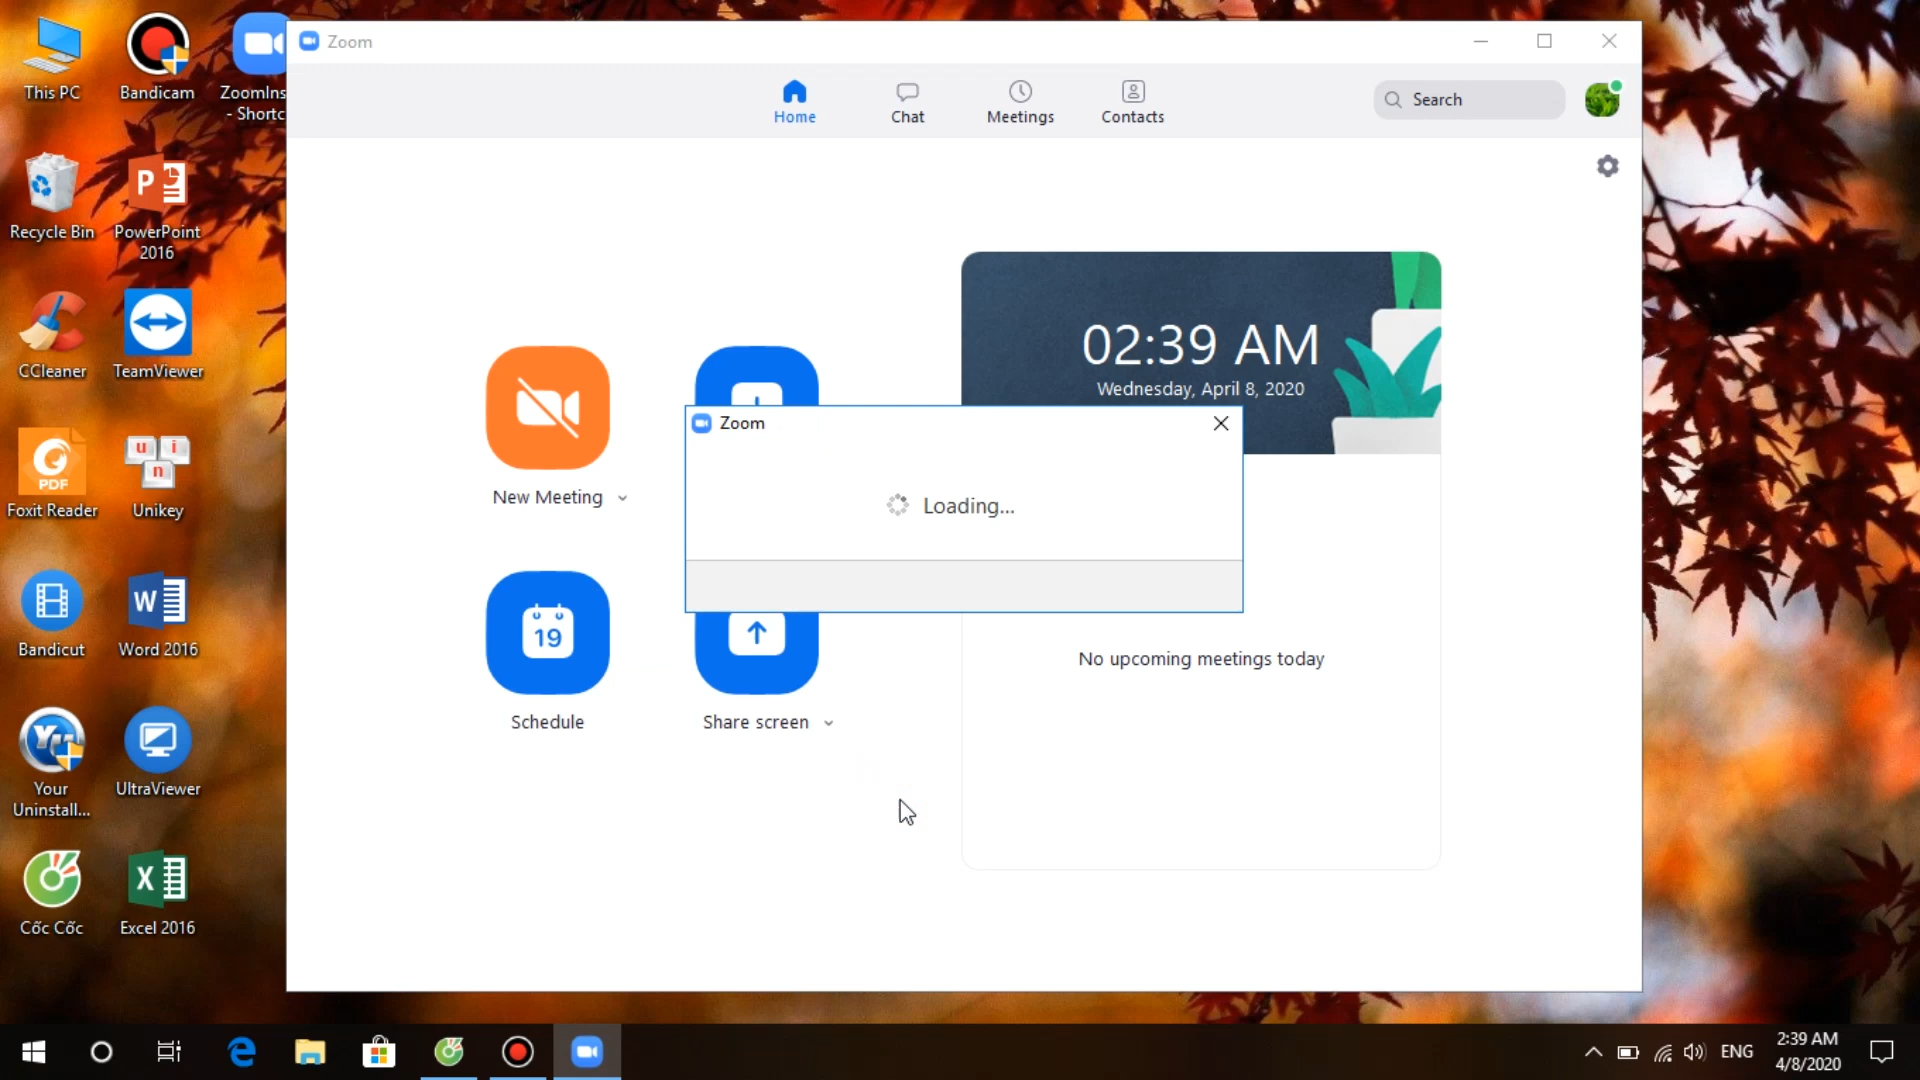 This PC
Bandicam
ZoomIns
- Shortc
Recycle Bin
PowerPoint
2016
CCleaner
TeamViewer
PDF
Foxit Reader
u i
n
Unikey
Bandicut
W
Word 2016
Your
Uninstall...
UltraViewer
Cốc Cốc
X
Excel 2016
Zoom
Home
Chat
Meetings
Contacts
Search
02:39 AM
Wednesday, April 8, 2020
New Meeting
Zoom
Loading...
19
Schedule
Share screen
No upcoming meetings today
ENG
2:39 AM
4/8/2020